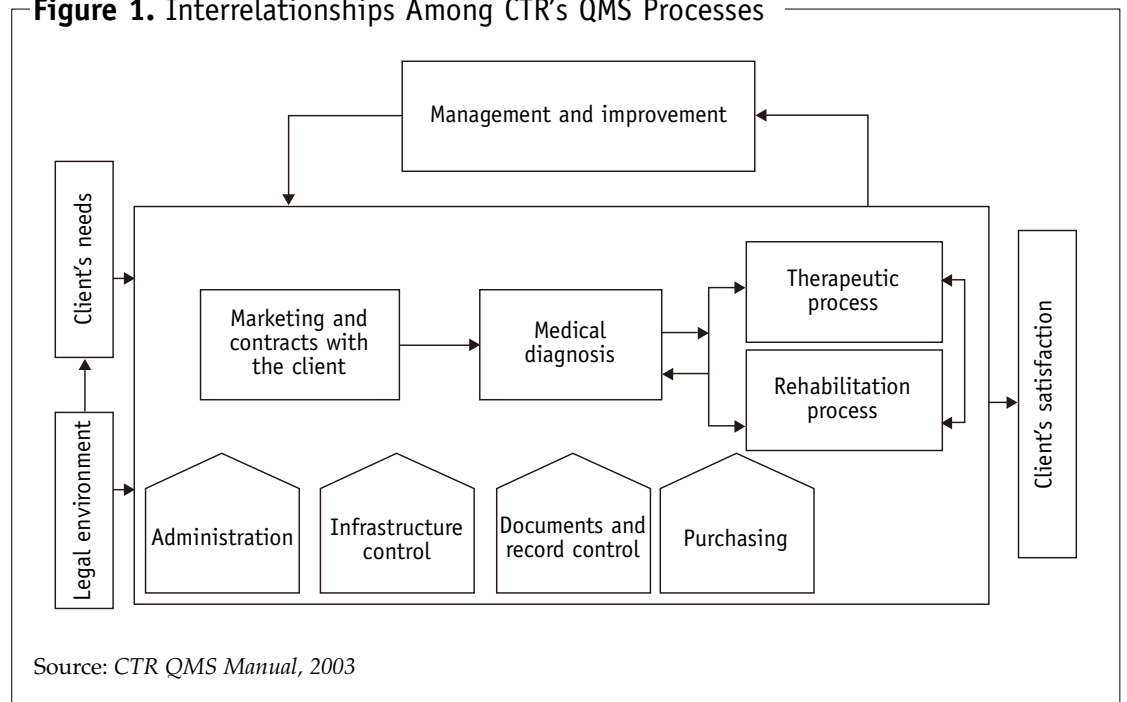 Figure 1. Interrelationships Among CTR's QMS Processes
Management and improvement
Client's needs
Legal environment
Marketing and
contracts with
the client
Medical
diagnosis
Therapeutic
process
Rehabilitation
process
Client's satisfaction
Administration
Infrastructure
control
Documents and
record control
Purchasing
Source: CTR QMS Manual, 2003